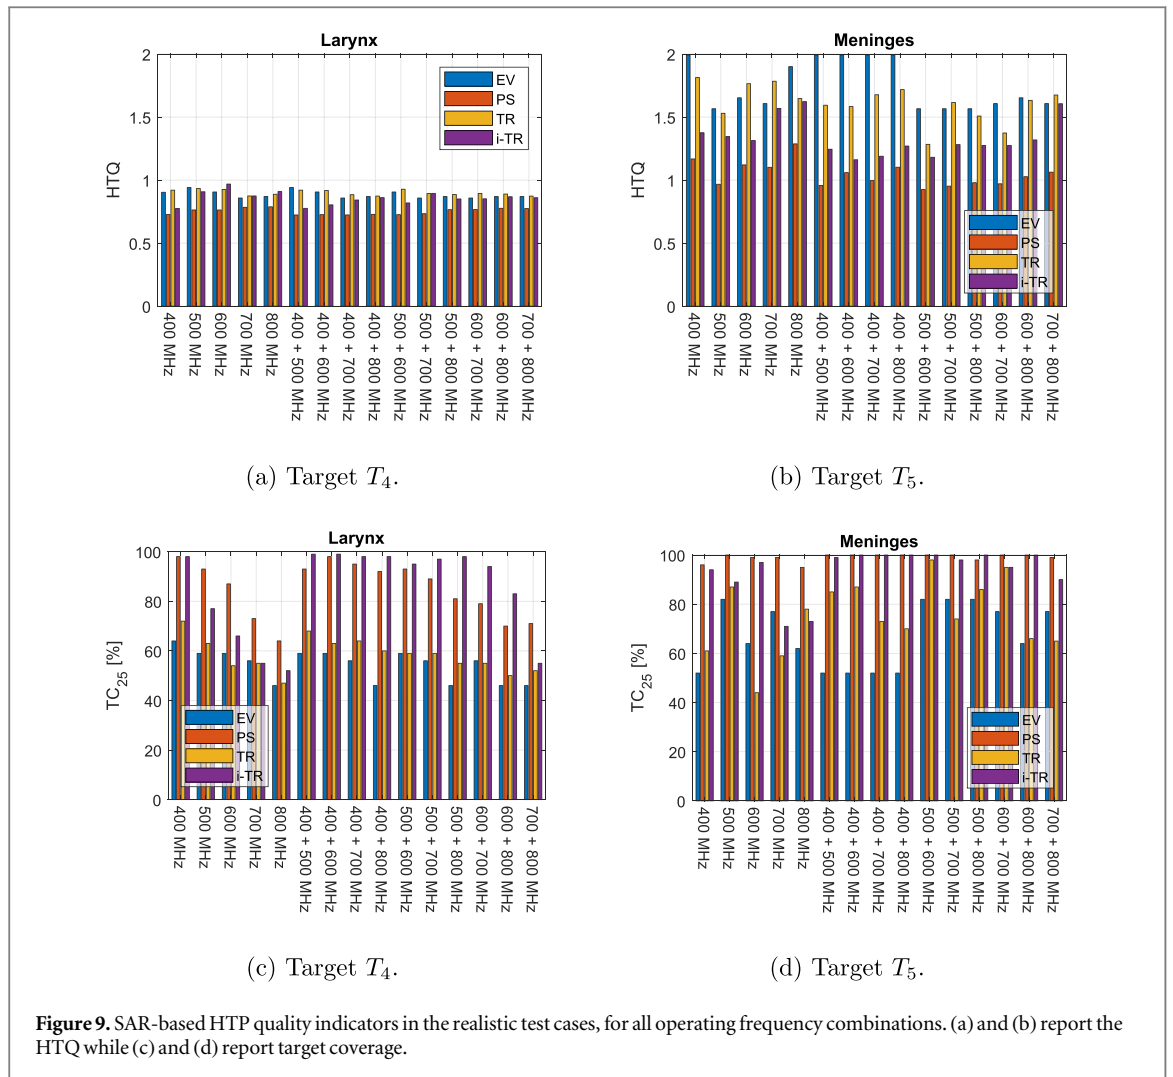 Larynx
2
1.5
1
0.5
0
HTQ
EV
PS
TR
i-TR
400 MHz
500 MHz
600 MHz
700 MHz
800 MHz
400 + 500 MHz
400 + 600 MHz
400 + 700 MHz
400 + 800 MHz
500 + 600 MHz
500 + 700 MHz
500 + 800 MHz
600 + 700 MHz
600 + 800 MHz
700 + 800 MHz
(a) Target T4.
Meninges
2
1.5
1
0.5
0
HTQ
EV
PS
TR
i-TR
400 MHz
500 MHz
600 MHz
700 MHz
800 MHz
400 + 500 MHz
400 + 600 MHz
400 + 700 MHz
400 + 800 MHz
500 + 600 MHz
500 + 700 MHz
500 + 800 MHz
600 + 700 MHz
600 + 800 MHz
700 + 800 MHz
(b) Target T5.
Larynx
100
80
60
40
20
0
TC25 [%]
EV
PS
TR
i-TR
400 MHz
500 MHz
600 MHz
700 MHz
800 MHz
400 + 500 MHz
400 + 600 MHz
400 + 700 MHz
400 + 800 MHz
500 + 600 MHz
500 + 700 MHz
500 + 800 MHz
600 + 700 MHz
600 + 800 MHz
700 + 800 MHz
(c) Target T4.
Meninges
100
80
60
40
20
0
TC25 [%]
EV
PS
TR
i-TR
400 MHz
500 MHz
600 MHz
700 MHz
800 MHz
400 + 500 MHz
400 + 600 MHz
400 + 700 MHz
400 + 800 MHz
500 + 600 MHz
500 + 700 MHz
500 + 800 MHz
600 + 700 MHz
600 + 800 MHz
700 + 800 MHz
(d) Target T5.
Figure 9. SAR-based HTP quality indicators in the realistic test cases, for all operating frequency combinations. (a) and (b) report the
HTQ while (c) and (d) report target coverage.